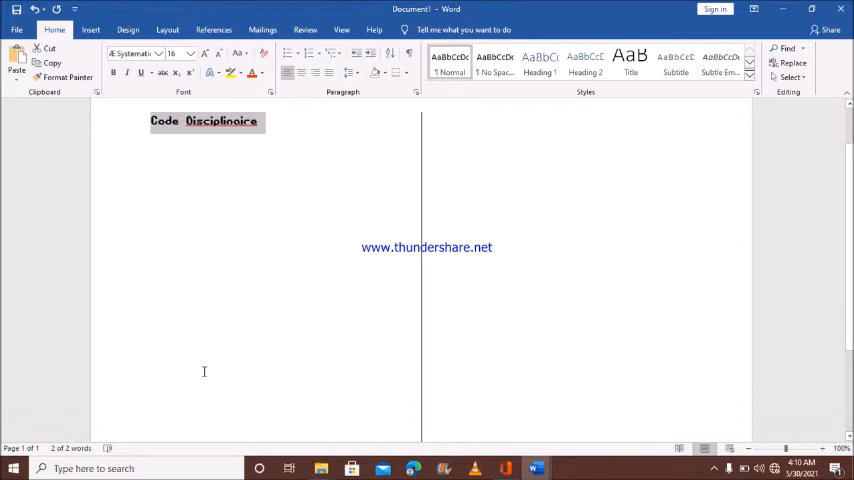 Document1 - Word
Sign in
File Home Insert Design Layout References Mailings Review View Help Tell me what you want to do Share
Paste
Cut
Copy
Format Painter
Clipboard
Æ Systematic 16
Font
Paragraph
AaBbCcDc AaBbCcDc AaBbCc AaBbCcD AaB AaBbCcD AaBbCcDc
¶ Normal ¶ No Spac... Heading 1 Heading 2 Title Subtitle Subtle Em...
Styles
Find
Replace
Select
Editing
Code Disciplinaire
www.thundershare.net
Page 1 of 1 2 of 2 words 100%
Type here to search
4:10 AM
5/30/2021